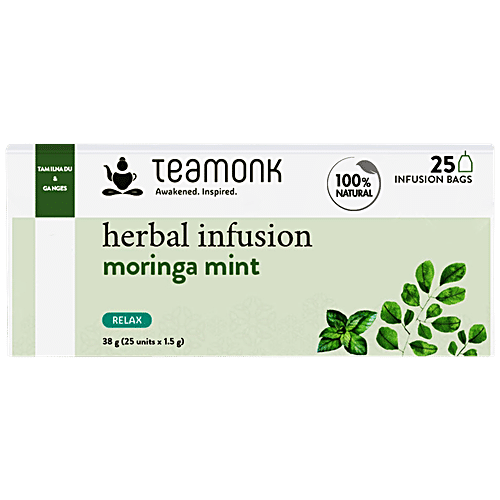 TAMILNADU
&
GANGES
TEAMONK
Awakened. Inspired.
100%
NATURAL
25
INFUSION BAGS
herbal infusion
moringa mint
RELAX
38 g (25 units x 1.5 g)